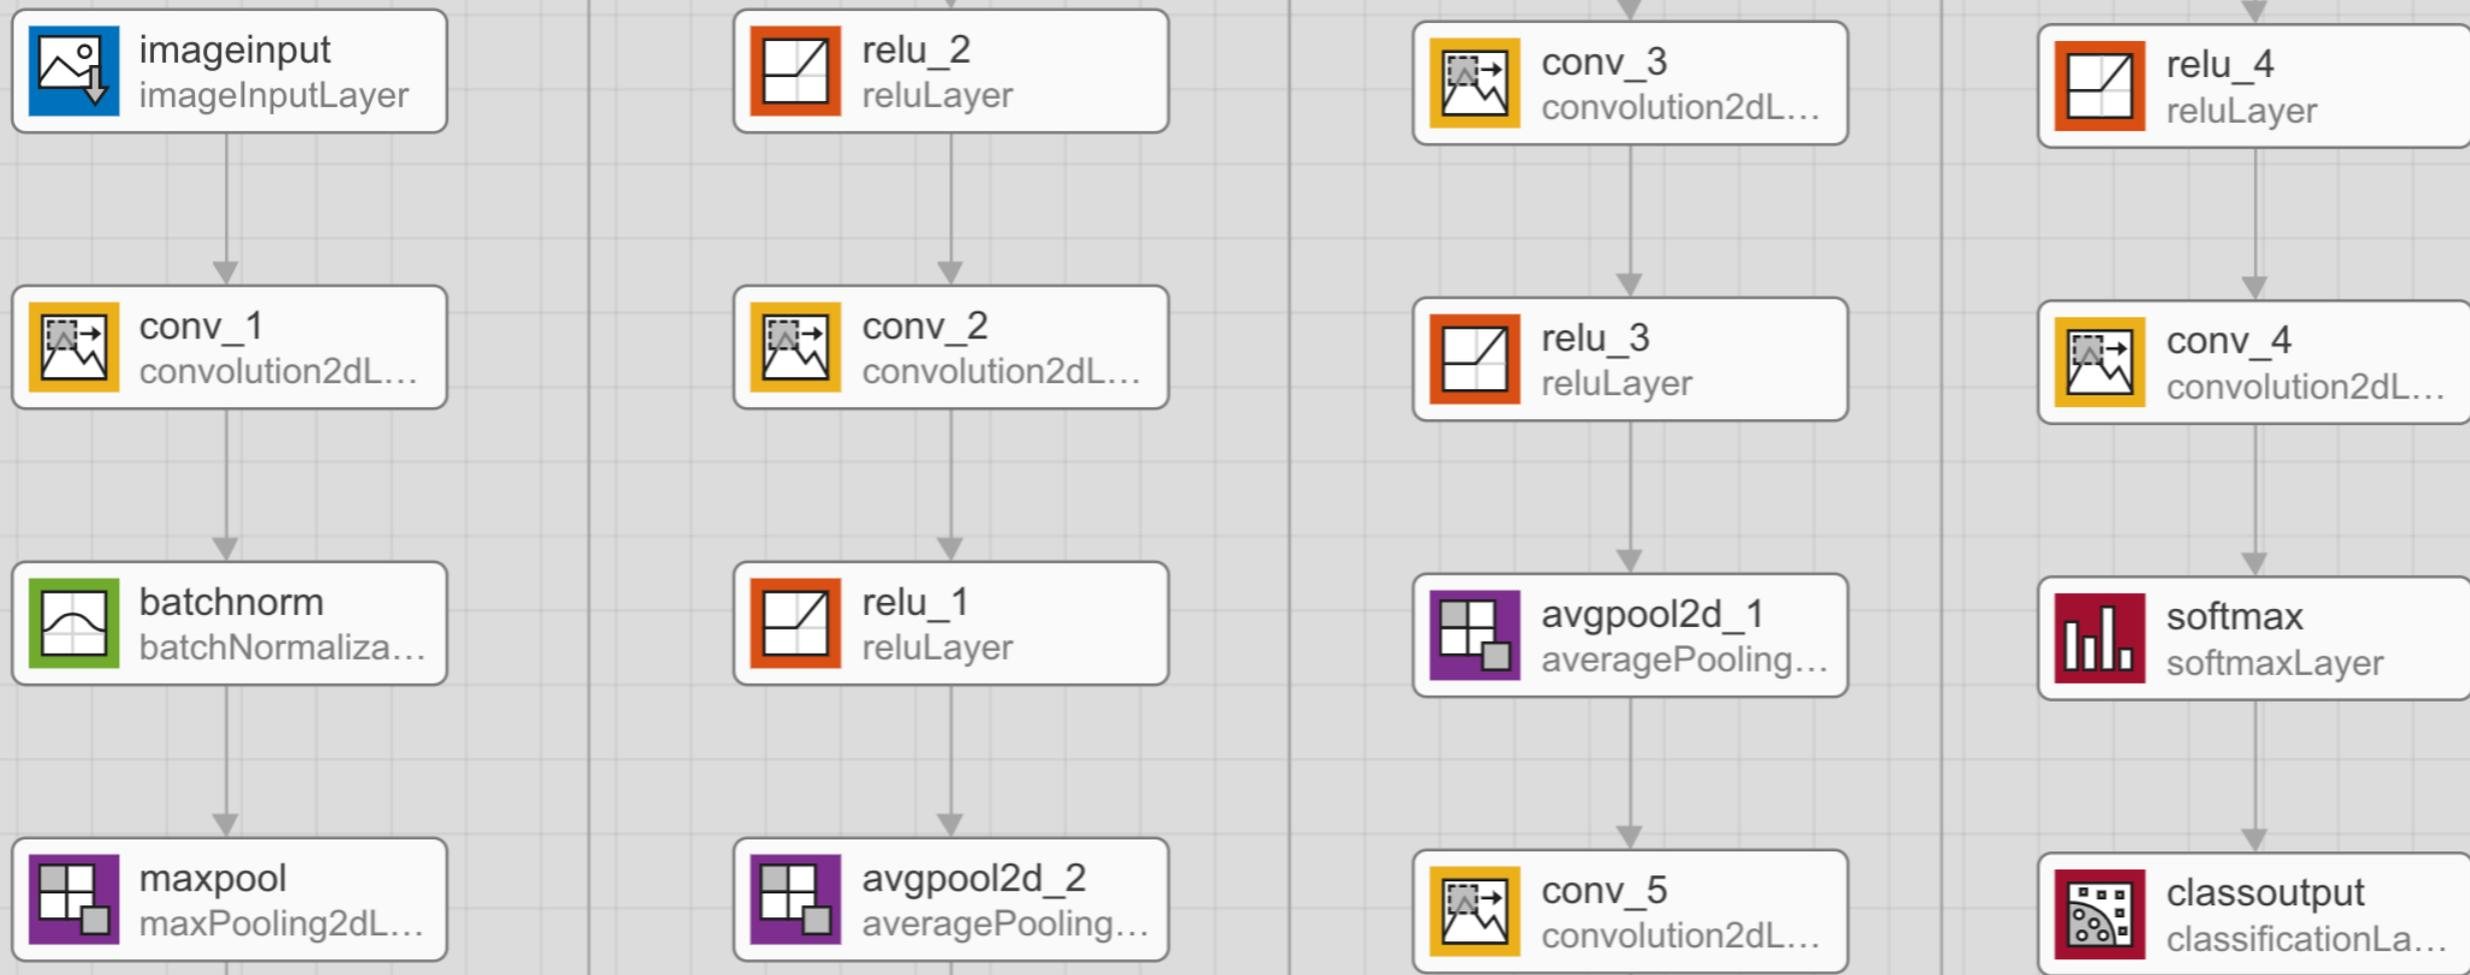 imageinput
imageInputLayer
conv_1
convolution2dL...
batchnorm
batchNormaliza...
maxpool
maxPooling2dL...
relu_2
reluLayer
conv_2
convolution2dL...
relu_1
reluLayer
avgpool2d_2
averagePooling...
conv_3
convolution2dL...
relu_3
reluLayer
avgpool2d_1
averagePooling...
conv_5
convolution2dL...
relu_4
reluLayer
conv_4
convolution2dL...
softmax
softmaxLayer
classoutput
classificationLa...